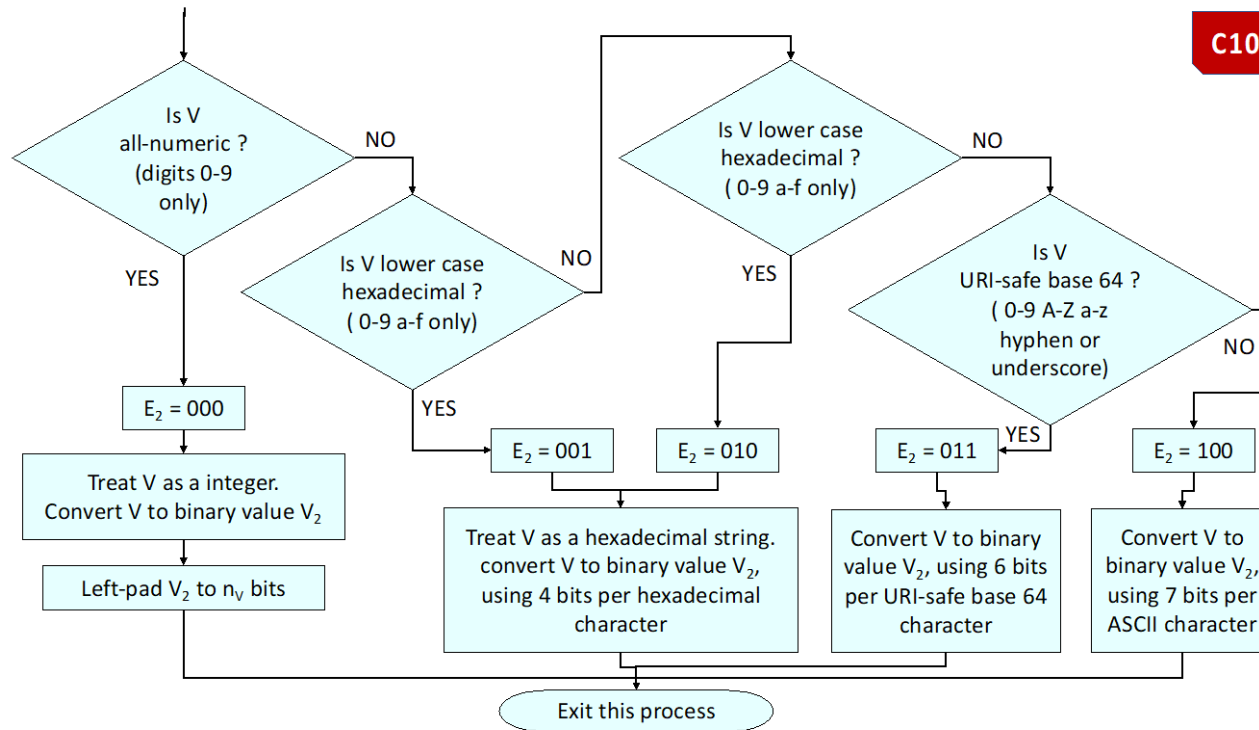 C10
Is V
all-numeric ?
(digits 0-9
only)
NO
YES
Is V lower case
hexadecimal ?
( 0-9 a-f only)
NO
YES
Is V lower case
hexadecimal ?
( 0-9 a-f only)
NO
YES
Is V
URI-safe base 64 ?
( 0-9 A-Z a-z
hyphen or
underscore)
NO
YES
E₂ = 000
E₂ = 001
E₂ = 010
E₂ = 011
E₂ = 100
Treat V as a integer.
Convert V to binary value V₂
Left-pad V₂ to nᵥ bits
Treat V as a hexadecimal string.
convert V to binary value V₂,
using 4 bits per hexadecimal
character
Convert V to binary
value V₂, using 6 bits
per URI-safe base 64
character
Convert V to
binary value V₂,
using 7 bits per
ASCII character
Exit this process